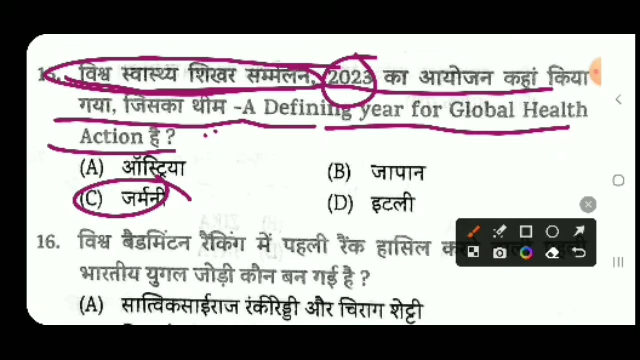 15. विश्व स्वास्थ्य शिखर सम्मेलन, 2023 का आयोजन कहां किया
गया, जिसका थीम -A Defining year for Global Health
Action है ?
(A) ऑस्ट्रिया
(B) जापान
(C) जर्मनी
(D) इटली
16. विश्व बैडमिंटन रैंकिंग में पहली रैंक हासिल
भारतीय युगल जोड़ी कौन बन गई है ?
(A) सात्विकसाईराज रंकीरेड्डी और चिराग शेट्टी